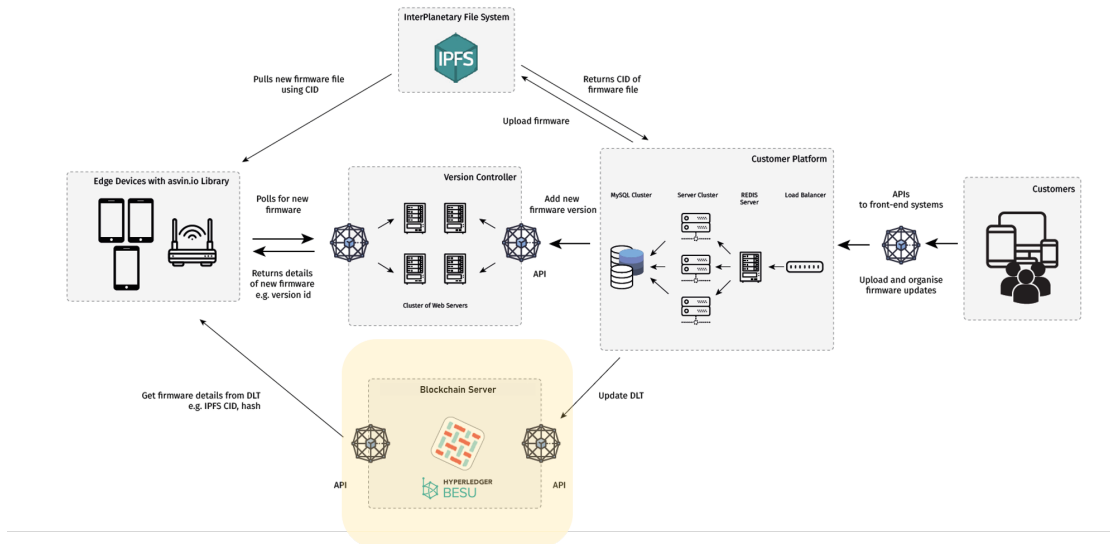 InterPlanetary File System
IPFS
Pulls new firmware file
using CID
Returns CID of
firmware file
Upload firmware
Edge Devices with asvin.io Library
Polls for new
firmware
Returns details
of new firmware
e.g. version id
Version Controller
Cluster of Web Servers
API
Add new
firmware version
Customer Platform
MySQL Cluster
Server Cluster
REDIS
Server
Load Balancer
APIs
to front-end systems
Upload and organise
firmware updates
Customers
Get firmware details from DLT
e.g. IPFS CID, hash
Blockchain Server
API
HYPERLEDGER
BESU
API
Update DLT